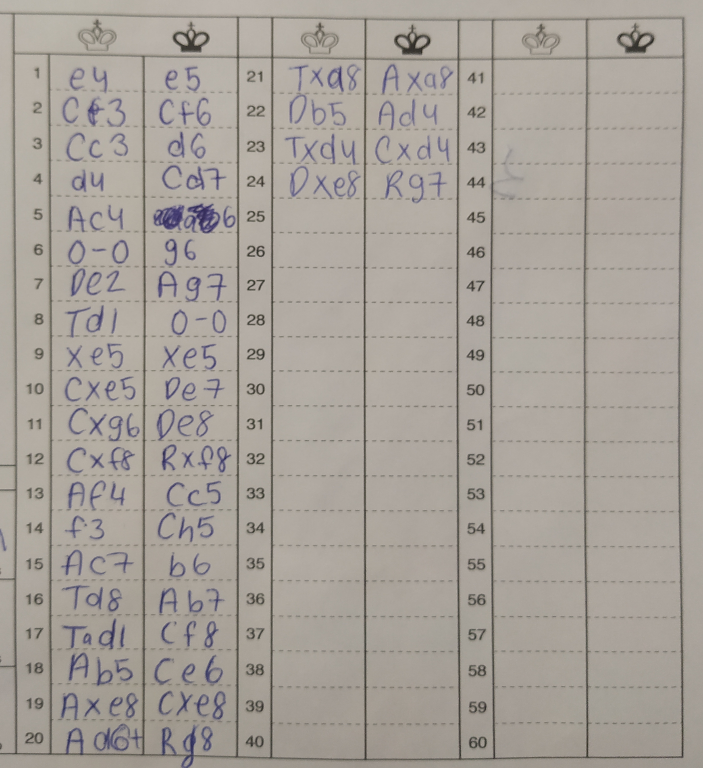 1 e4 e5 21 Txa8 Axa8 41
2 Cf3 Cf6 22 Db5 Ad4 42
3 Cc3 d6 23 Txd4 Cxd4 43
4 d4 Cd7 24 Dxe8 Rg7 44
5 Ac4 6 25 45
6 0-0 g6 26 46
7 De2 Ag7 27 47
8 Td1 0-0 28 48
9 xe5 xe5 29 49
10 Cxe5 De7 30 50
11 Cxg6 De8 31 51
12 Cxf8 Rxf8 32 52
13 Af4 Cc5 33 53
14 f3 Ch5 34 54
15 Ac7 b6 35 55
16 Td8 Ab7 36 56
17 Tad1 Cf8 37 57
18 Ab5 Ce6 38 58
19 Axe8 Cxe8 39 59
20 Ad6+ Rg8 40 60